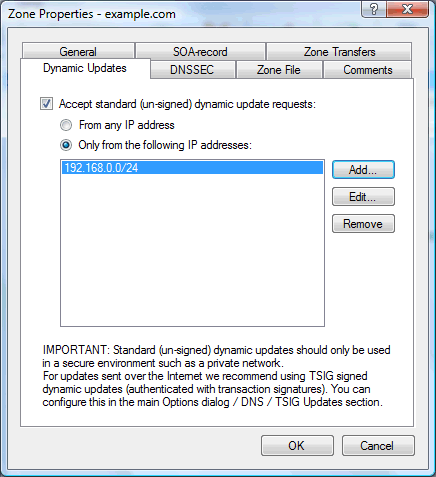 Zone Properties - example.com
General SOA-record Zone Transfers
Dynamic Updates DNSSEC Zone File Comments
Accept standard (un-signed) dynamic update requests:
From any IP address
Only from the following IP addresses:
192.168.0.0/24
Add...
Edit...
Remove
IMPORTANT: Standard (un-signed) dynamic updates should only be used
in a secure environment such as a private network.
For updates sent over the Internet we recommend using TSIG signed
dynamic updates (authenticated with transaction signatures). You can
configure this in the main Options dialog / DNS / TSIG Updates section.
OK Cancel